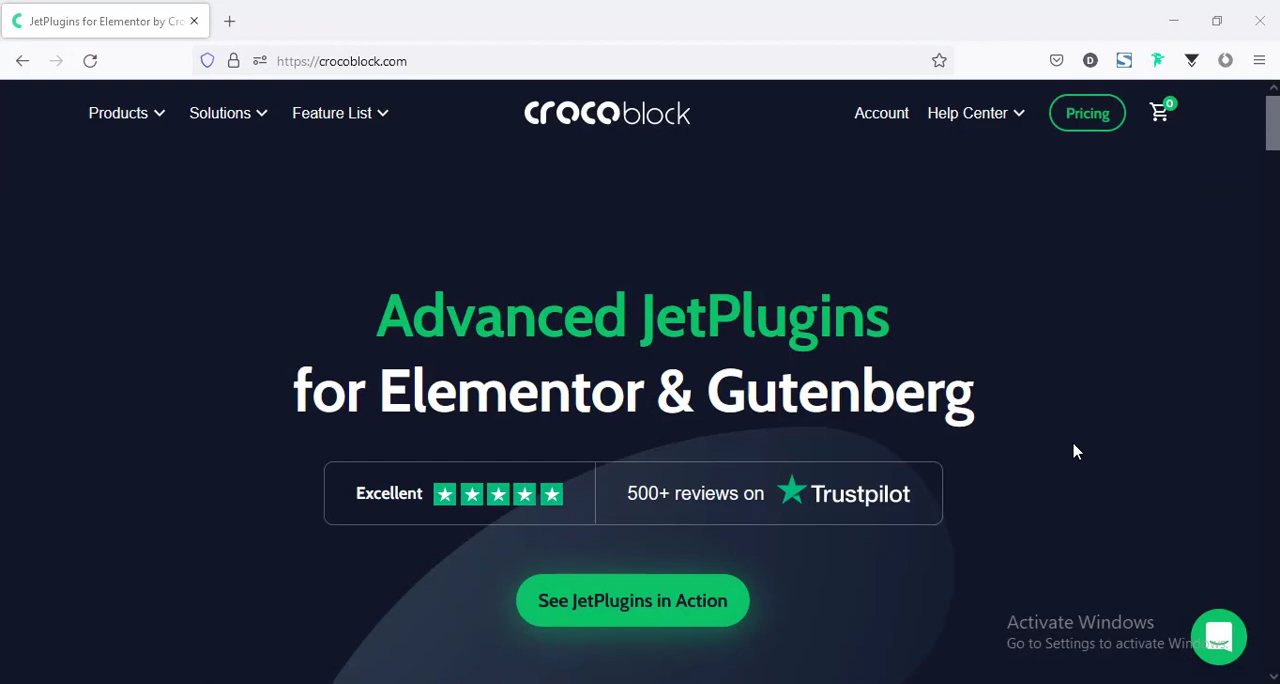 JetPlugins for Elementor by Cro
https://crocoblock.com
Products
Solutions
Feature List
crocoblock
Account
Help Center
Pricing
0
Advanced JetPlugins
for Elementor & Gutenberg
Excellent
500+ reviews on
Trustpilot
See JetPlugins in Action
Activate Windows
Go to Settings to activate Windows.